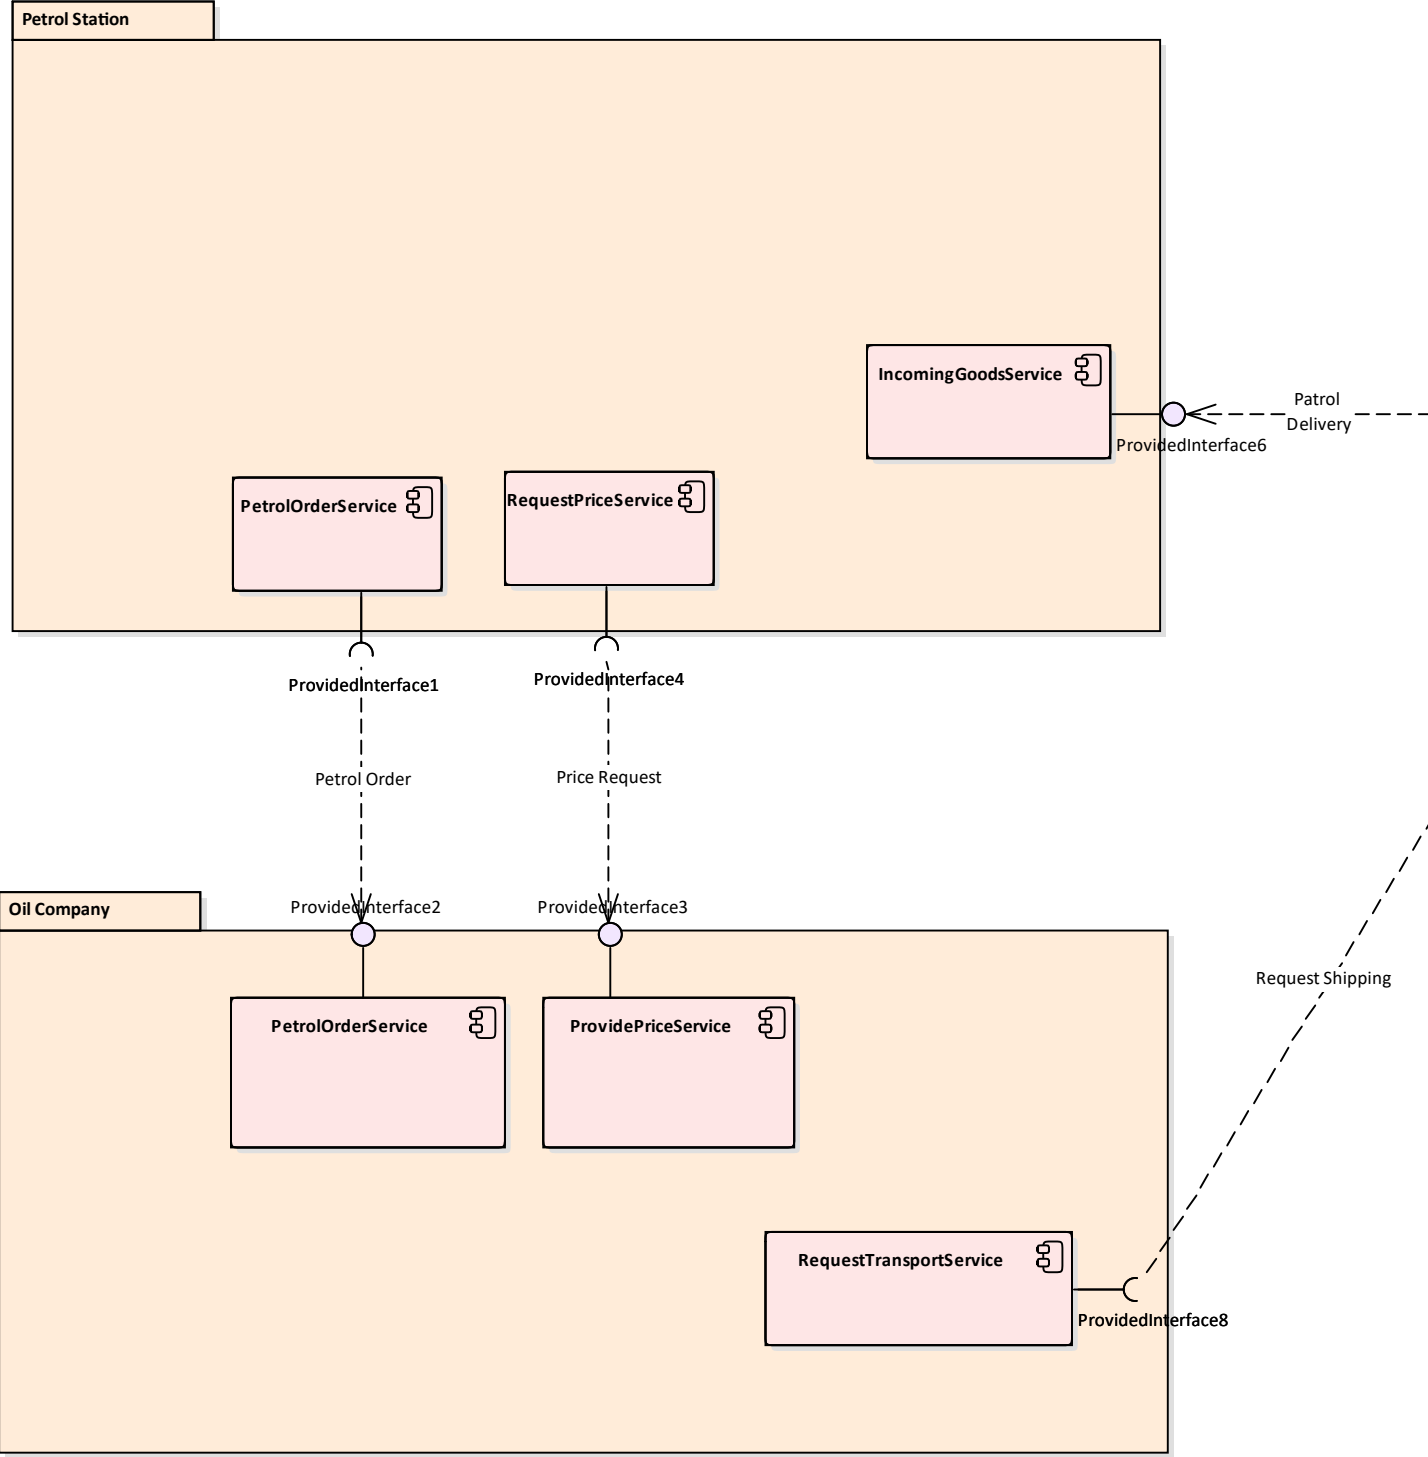 Petrol Station
IncomingGoodsService
Patrol
Delivery
ProvidedInterface6
PetrolOrderService
RequestPriceService
ProvidedInterface1
ProvidedInterface4
Petrol Order
Price Request
ProvidedInterface2
ProvidedInterface3
Oil Company
Request Shipping
PetrolOrderService
ProvidePriceService
RequestTransportService
ProvidedInterface8